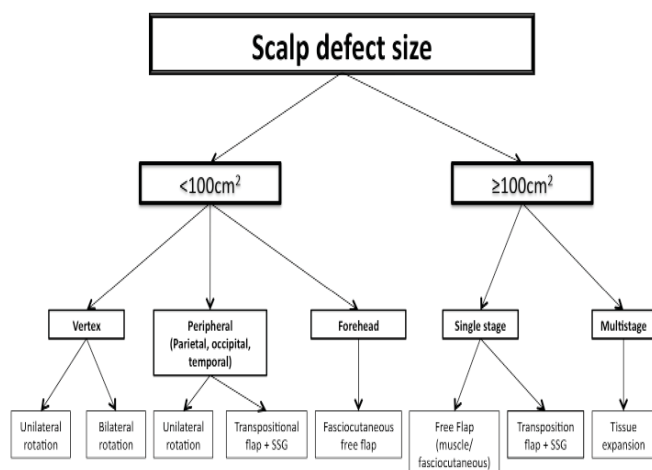 Scalp defect size
<100cm²
≥100cm²
Vertex
Peripheral
(Parietal, occipital,
temporal)
Forehead
Single stage
Multistage
Unilateral
rotation
Bilateral
rotation
Unilateral
rotation
Transpositional
flap + SSG
Fasciocutaneous
free flap
Free Flap
(muscle/
fasciocutaneous)
Transposition
flap + SSG
Tissue
expansion